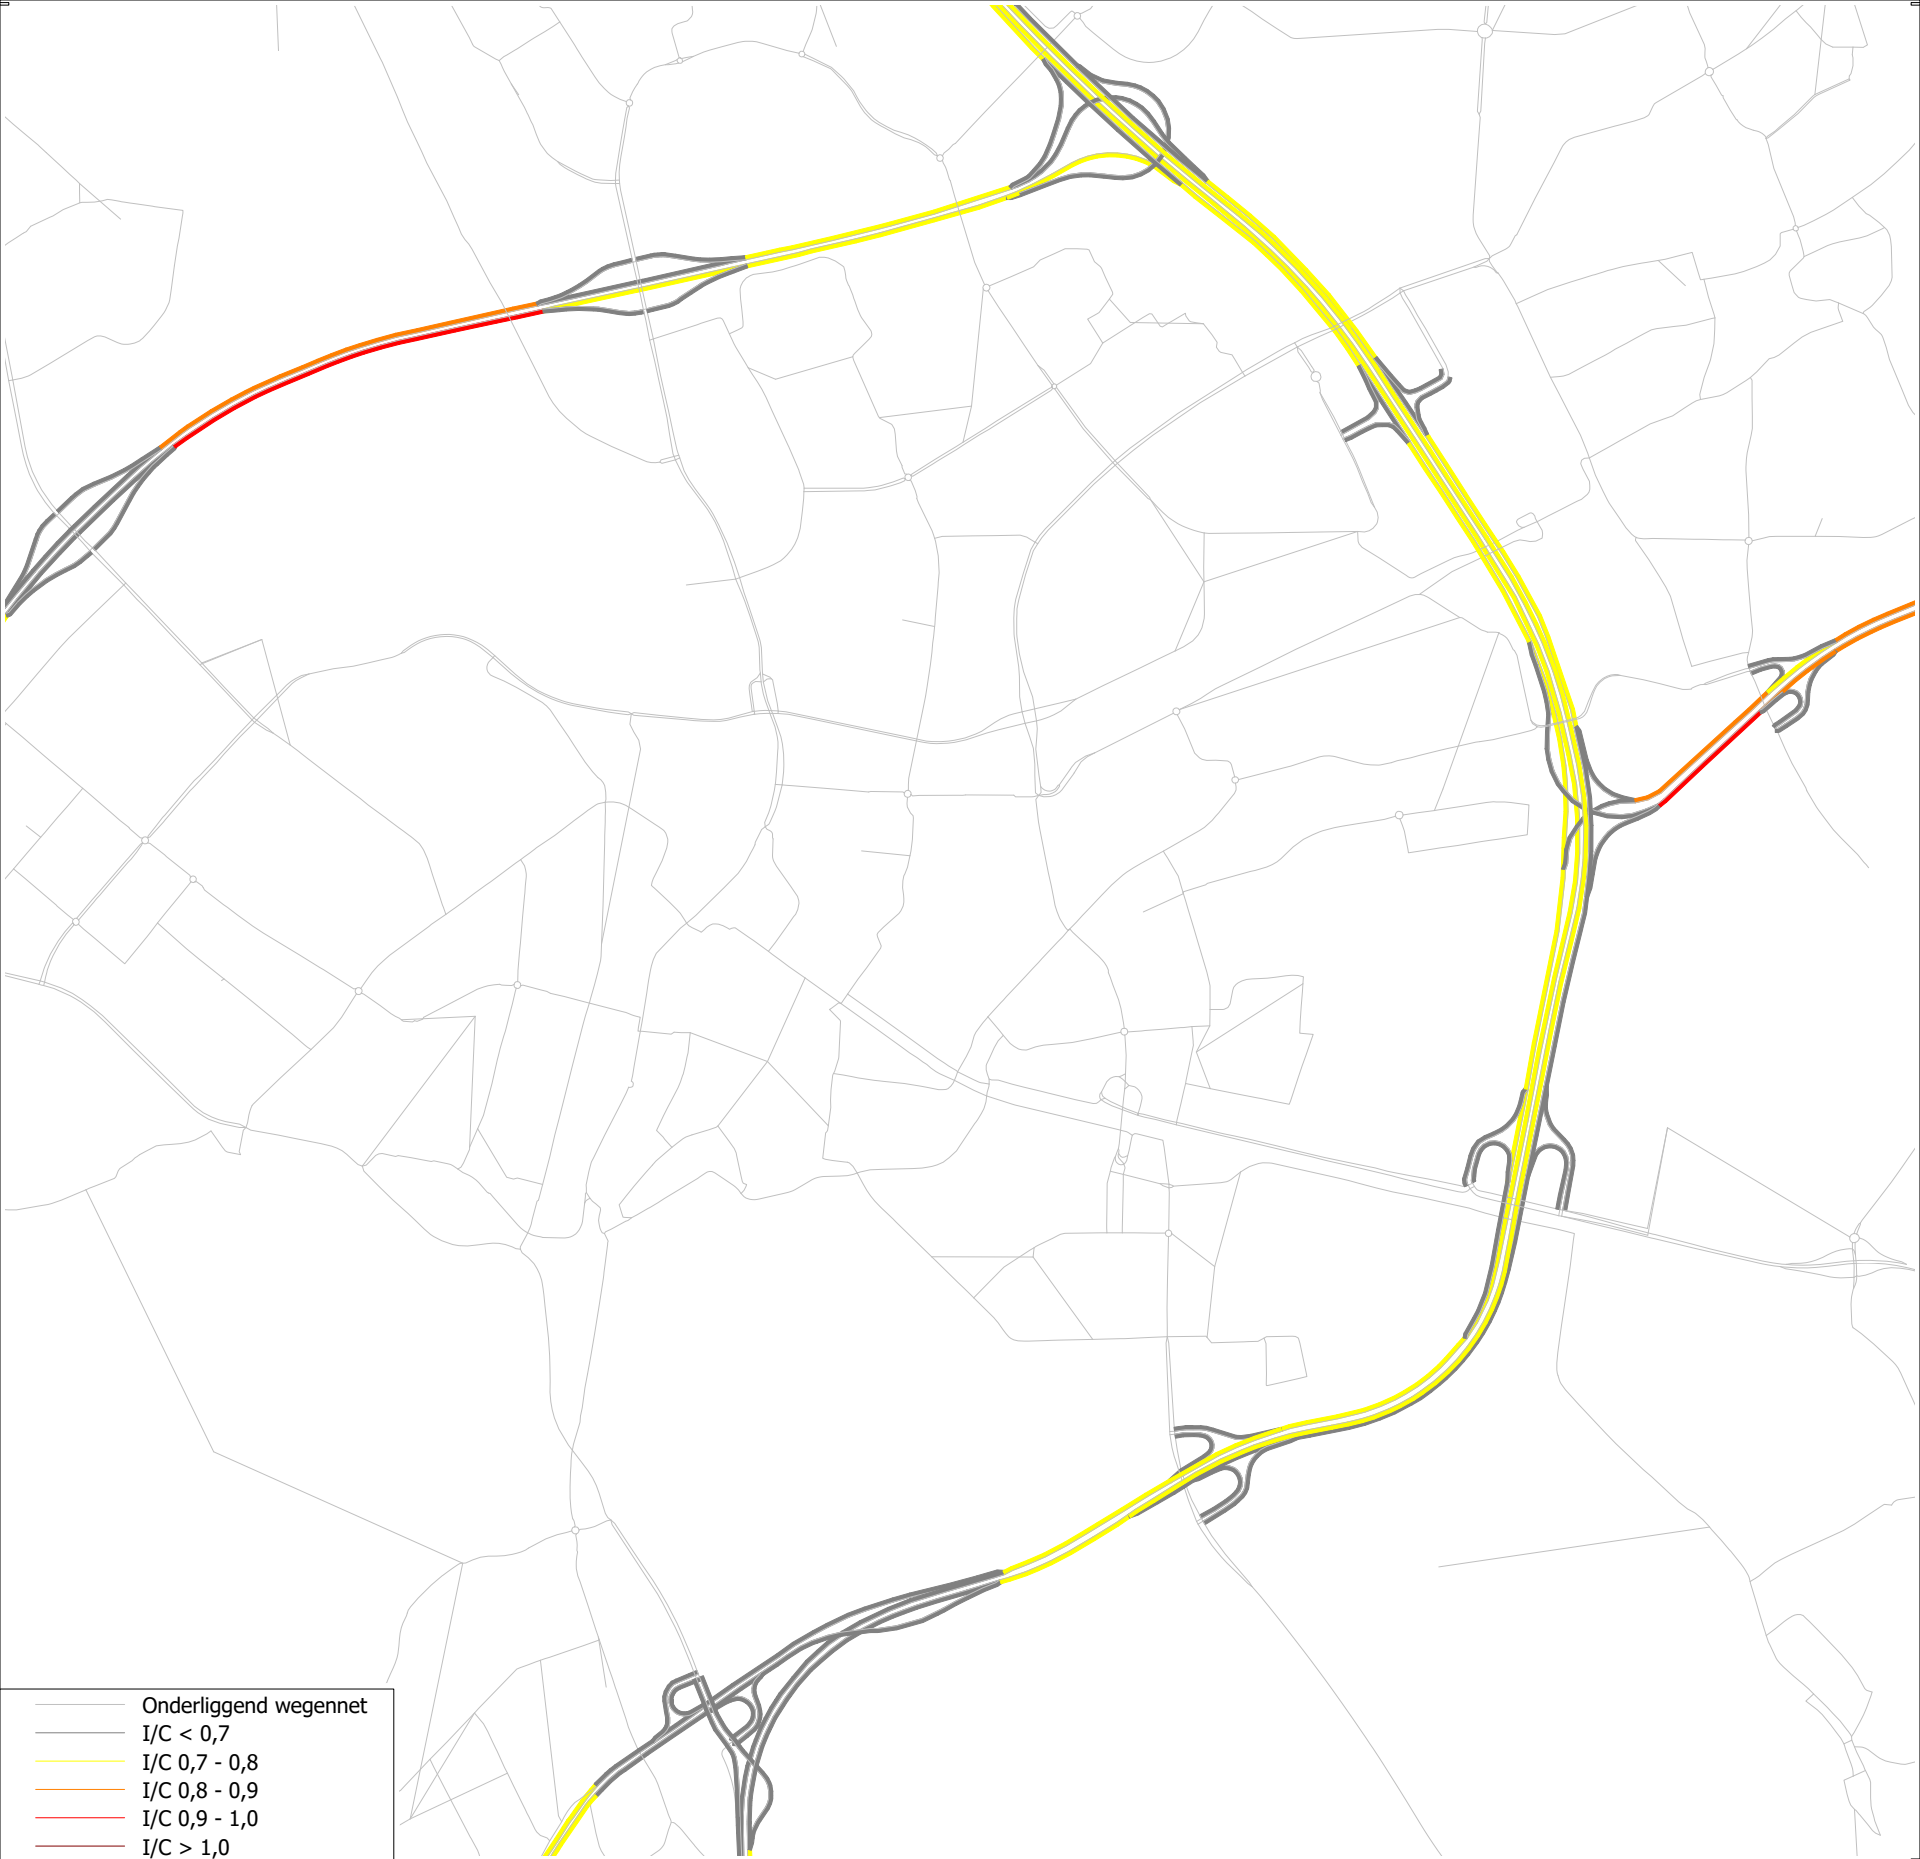 Onderliggend wegennet
I/C < 0,7
I/C 0,7 - 0,8
I/C 0,8 - 0,9
I/C 0,9 - 1,0
I/C > 1,0